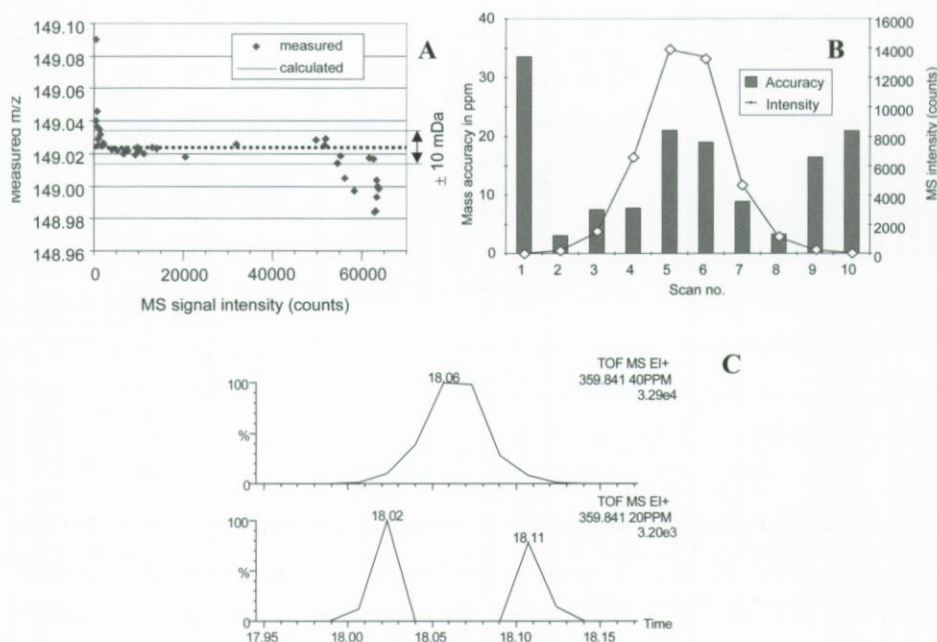 A
Measured m/z
149.10
149.08
149.06
149.04
149.02
149.00
148.98
148.96
measured
calculated
± 10 mDa
0
20000
40000
60000
MS signal intensity (counts)
B
Mass accuracy in ppm
40
30
20
10
0
Accuracy
Intensity
16000
14000
12000
10000
8000
6000
4000
2000
0
MS intensity (counts)
1 2 3 4 5 6 7 8 9 10
Scan no.
C
TOF MS EI+
359.841 40PPM
3.29e4
100
%
0
18.06
TOF MS EI+
359.841 20PPM
3.20e3
100
%
0
18.02
18.11
Time
17.95 18.00 18.05 18.10 18.15